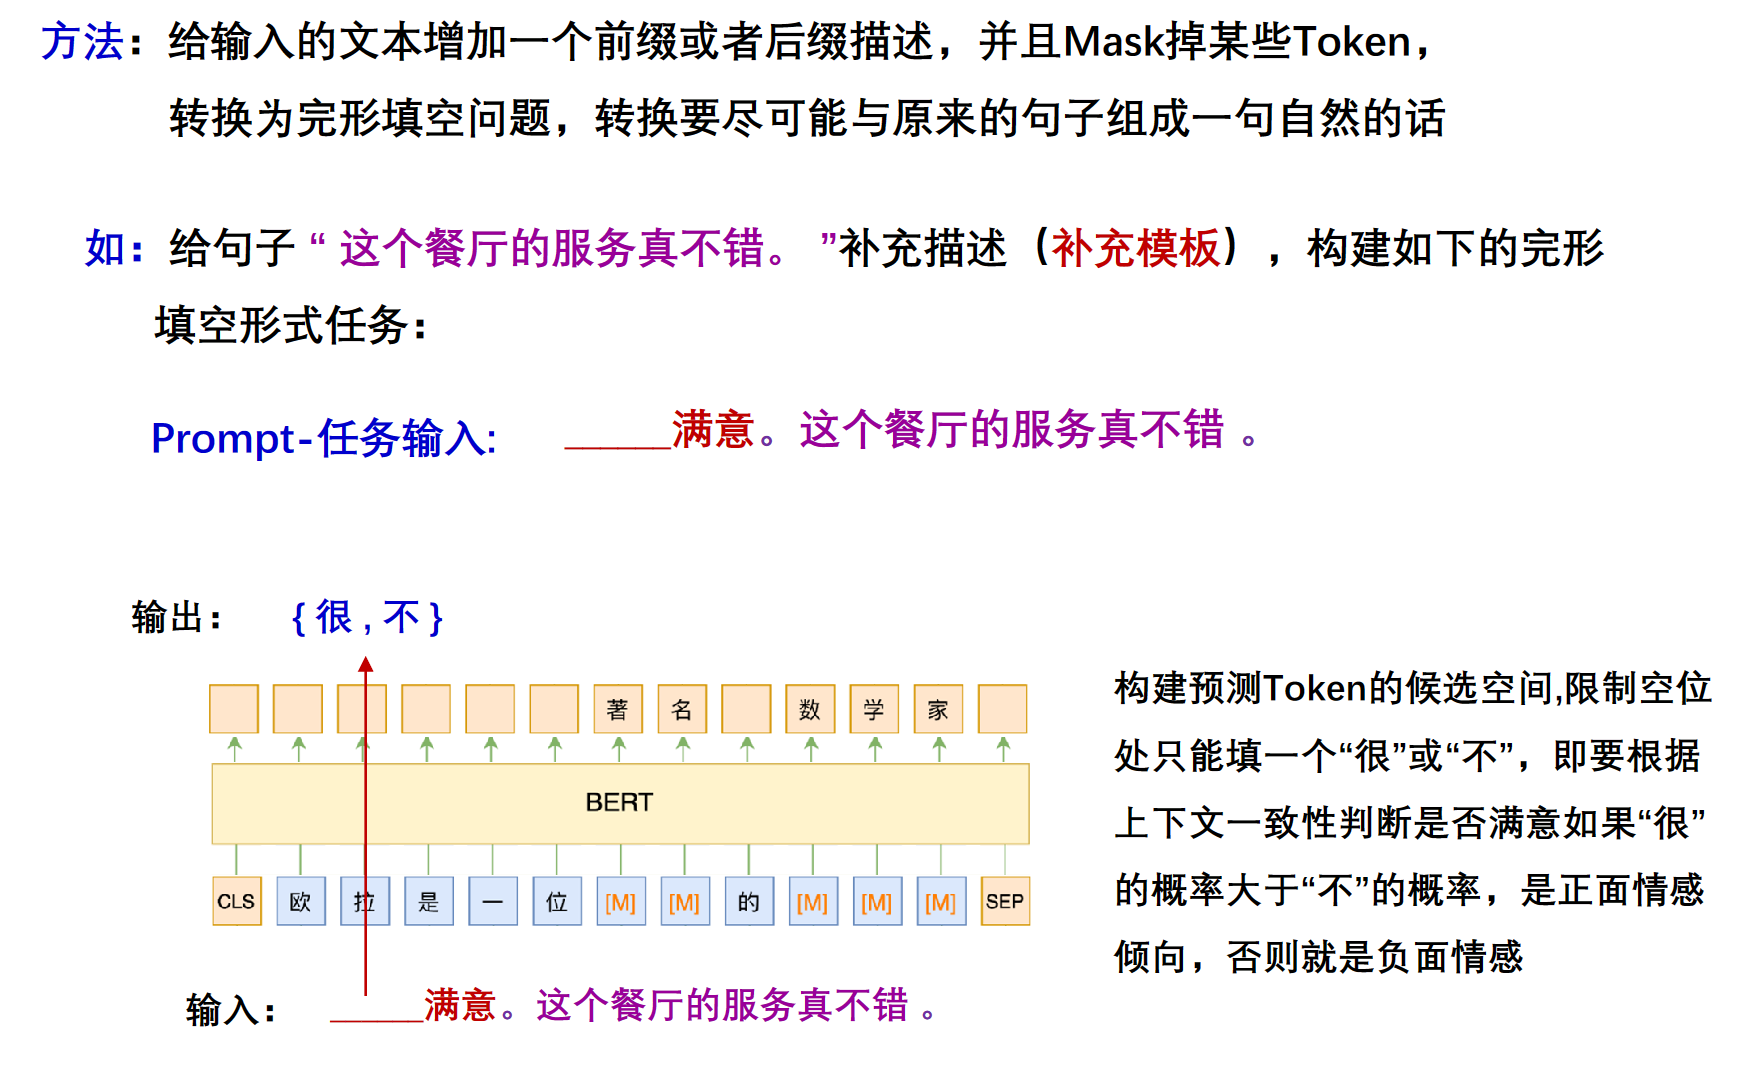 方法：给输入的文本增加一个前缀或者后缀描述，并且Mask掉某些Token，
转换为完形填空问题，转换要尽可能与原来的句子组成一句自然的话
如：给句子 “ 这个餐厅的服务真不错。 ”补充描述（补充模板），构建如下的完形
填空形式任务：
Prompt-任务输入: _____满意。这个餐厅的服务真不错 。
输出： { 很 , 不 }
著 名 数 学 家
BERT
CLS 欧 拉 是 一 位 [M] [M] 的 [M] [M] [M] SEP
输入： _____满意。这个餐厅的服务真不错 。
构建预测Token的候选空间,限制空位
处只能填一个“很”或“不”，即要根据
上下文一致性判断是否满意如果“很”
的概率大于“不”的概率，是正面情感
倾向，否则就是负面情感